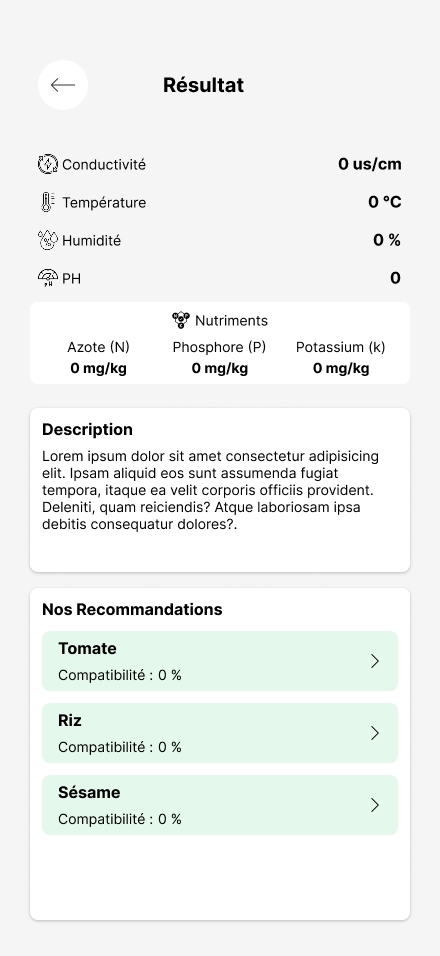 Résultat
Conductivité 0 us/cm
Température 0 °C
Humidité 0 %
PH 0
Nutriments
Azote (N) Phosphore (P) Potassium (k)
0 mg/kg 0 mg/kg 0 mg/kg
Description
Lorem ipsum dolor sit amet consectetur adipisicing
elit. Ipsam aliquid eos sunt assumenda fugiat
tempora, itaque ea velit corporis officiis provident.
Deleniti, quam reiciendis? Atque laboriosam ipsa
debitis consequatur dolores?.
Nos Recommandations
Tomate
Compatibilité : 0 %
Riz
Compatibilité : 0 %
Sésame
Compatibilité : 0 %